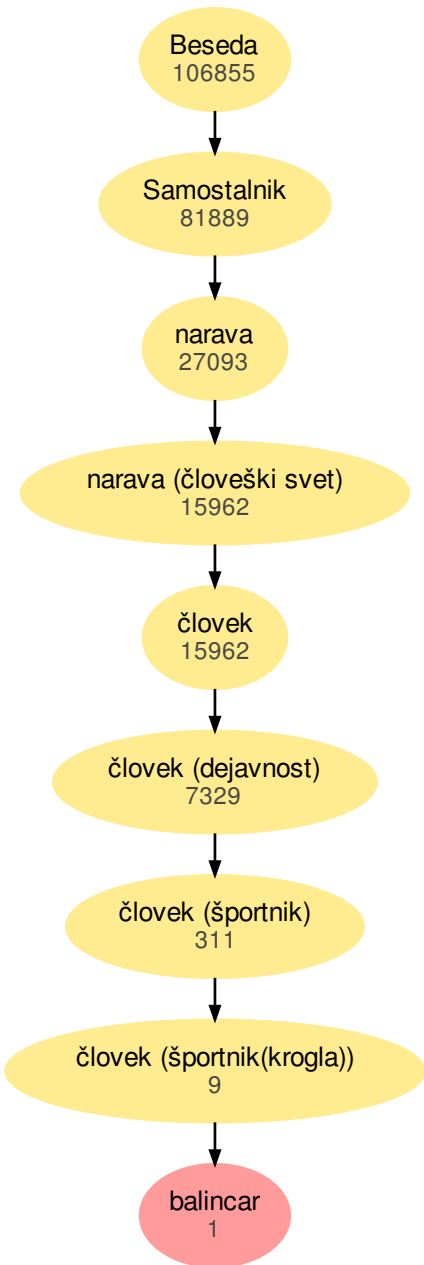 Beseda
106855
Samostalnik
81889
narava
27093
narava (človeški svet)
15962
človek
15962
človek (dejavnost)
7329
človek (športnik)
311
človek (športnik(krogla))
9
balincar
1